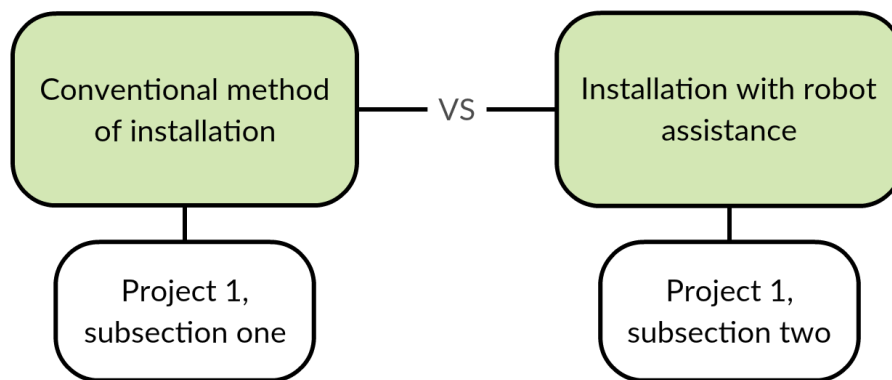 Conventional method
of installation
VS
Installation with robot
assistance
Project 1,
subsection one
Project 1,
subsection two